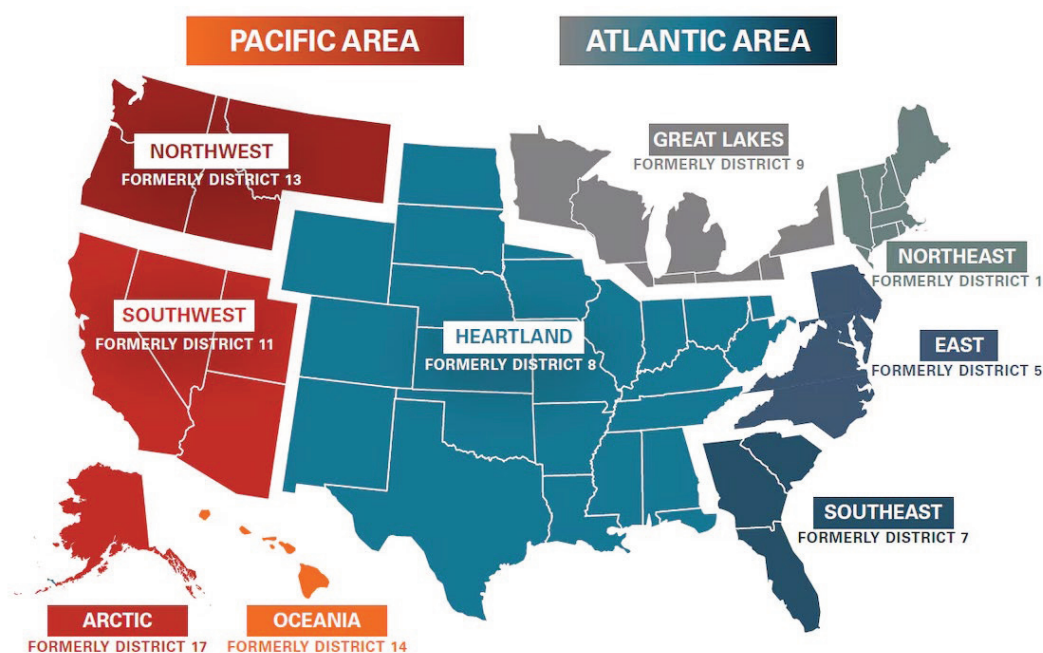 PACIFIC AREA
ATLANTIC AREA
NORTHWEST
FORMERLY DISTRICT 13
GREAT LAKES
FORMERLY DISTRICT 9
NORTHEAST
FORMERLY DISTRICT 1
SOUTHWEST
FORMERLY DISTRICT 11
HEARTLAND
FORMERLY DISTRICT 8
EAST
FORMERLY DISTRICT 5
SOUTHEAST
FORMERLY DISTRICT 7
ARCTIC
FORMERLY DISTRICT 17
OCEANIA
FORMERLY DISTRICT 14